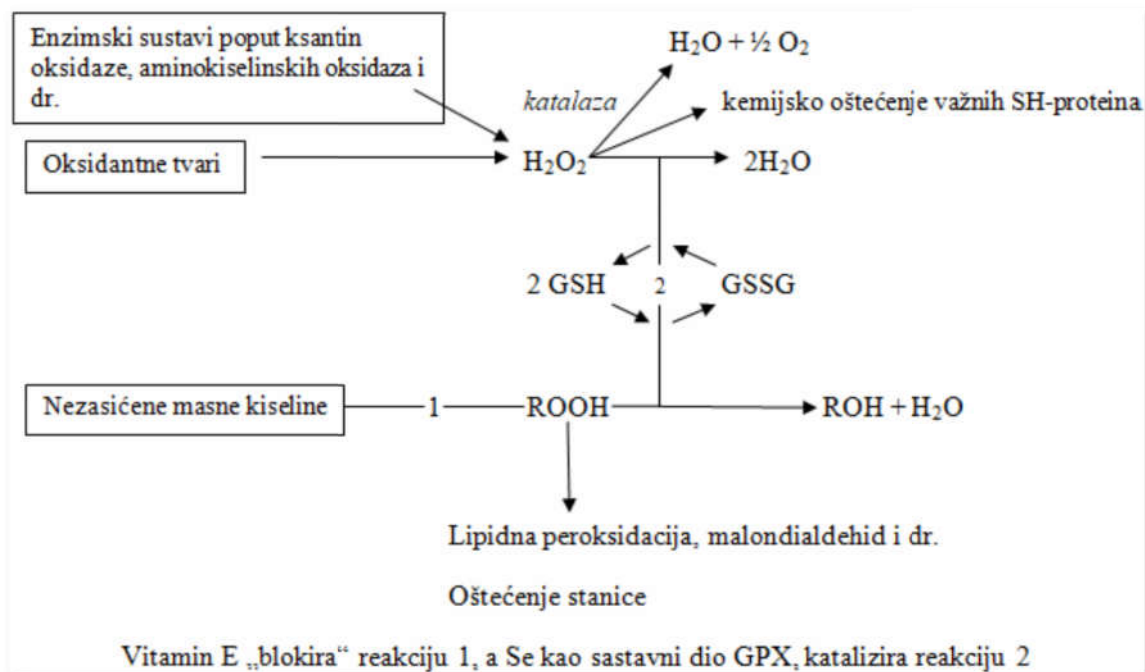 Enzimski sustavi poput ksantin
oksidaze, aminokiselinskih oksidaza i
dr.
H₂O + ½ O₂
katalaza
kemijsko oštećenje važnih SH-proteina
Oksidantne tvari
H₂O₂
2H₂O
2 GSH
2
GSSG
Nezasićene masne kiseline
1
ROOH
ROH + H₂O
Lipidna peroksidacija, malondialdehid i dr.
Oštećenje stanice
Vitamin E „blokira“ reakciju 1, a Se kao sastavni dio GPX, katalizira reakciju 2